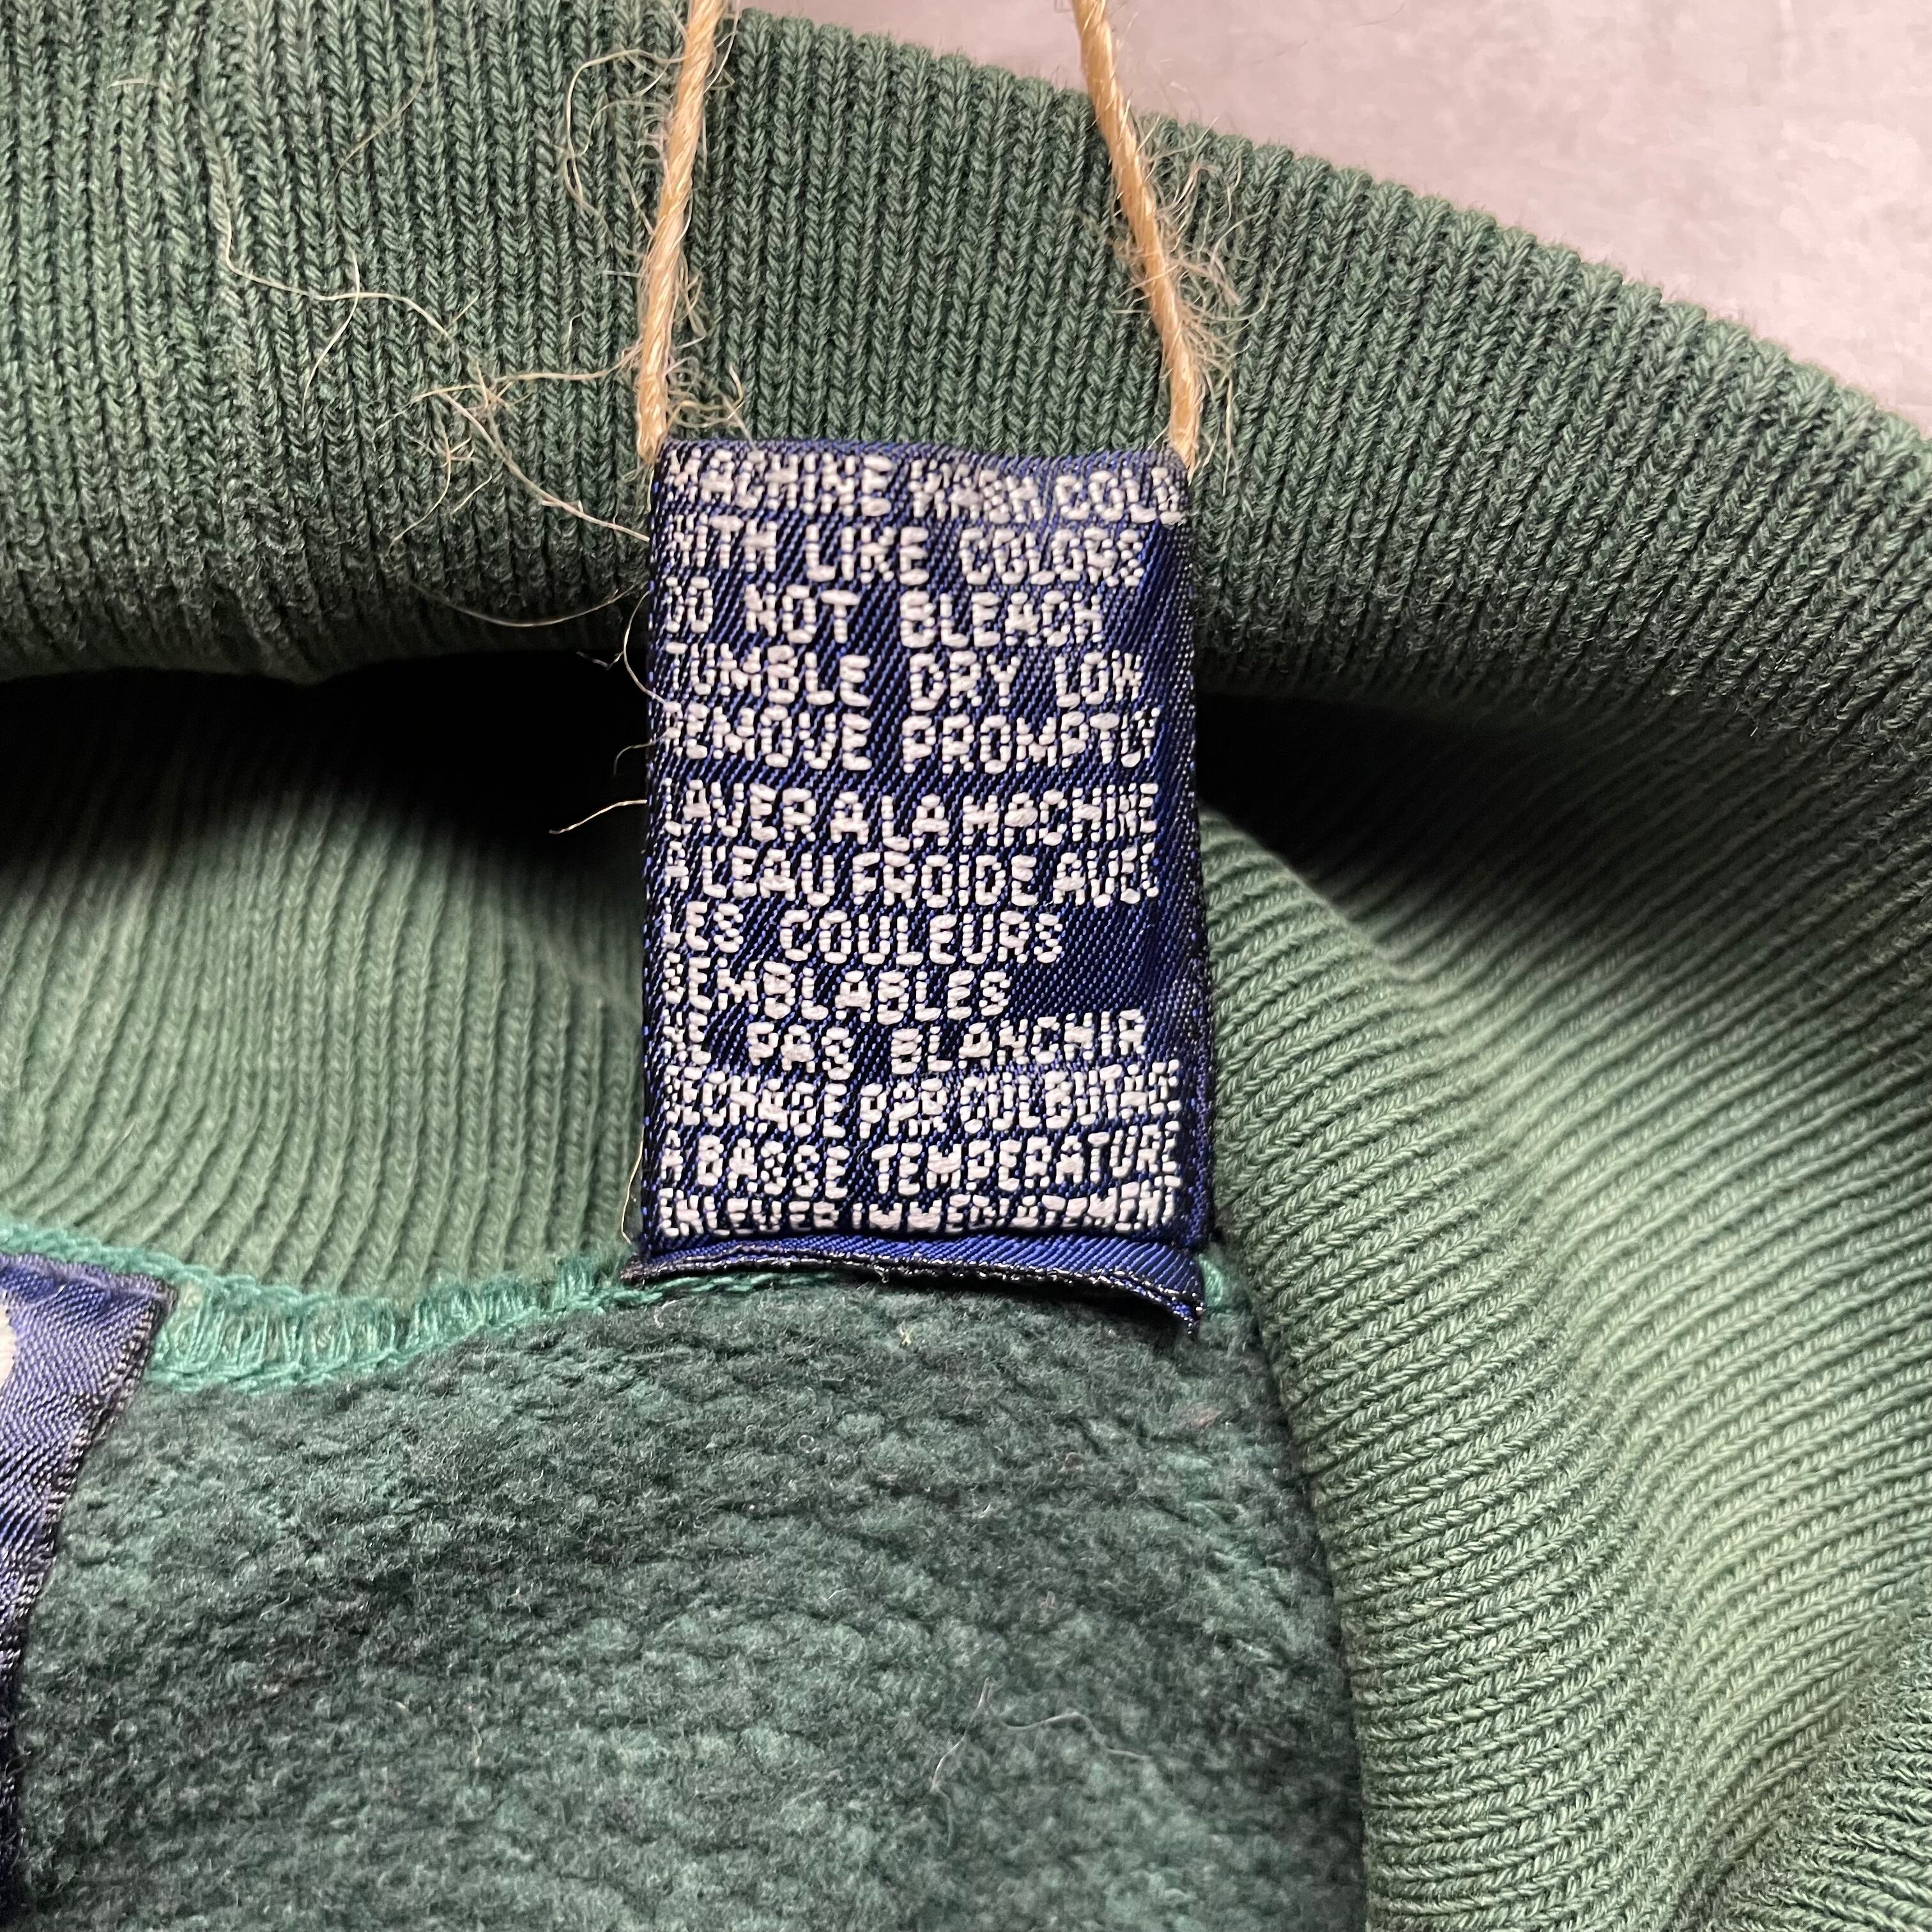 MACHINE WASH COLD
WITH LIKE COLORS
DO NOT BLEACH
TUMBLE DRY LOW
REMOVE PROMPTLY
LAVER A LA MACHINE
A L'EAU FROIDE AVEC
LES COULEURS
SEMBLABLES
NE PAS BLANCHIR
SECHAGE PAR CULBUTAGE
A BASSE TEMPERATURE
ENLEVER IMMEDIATEMENT